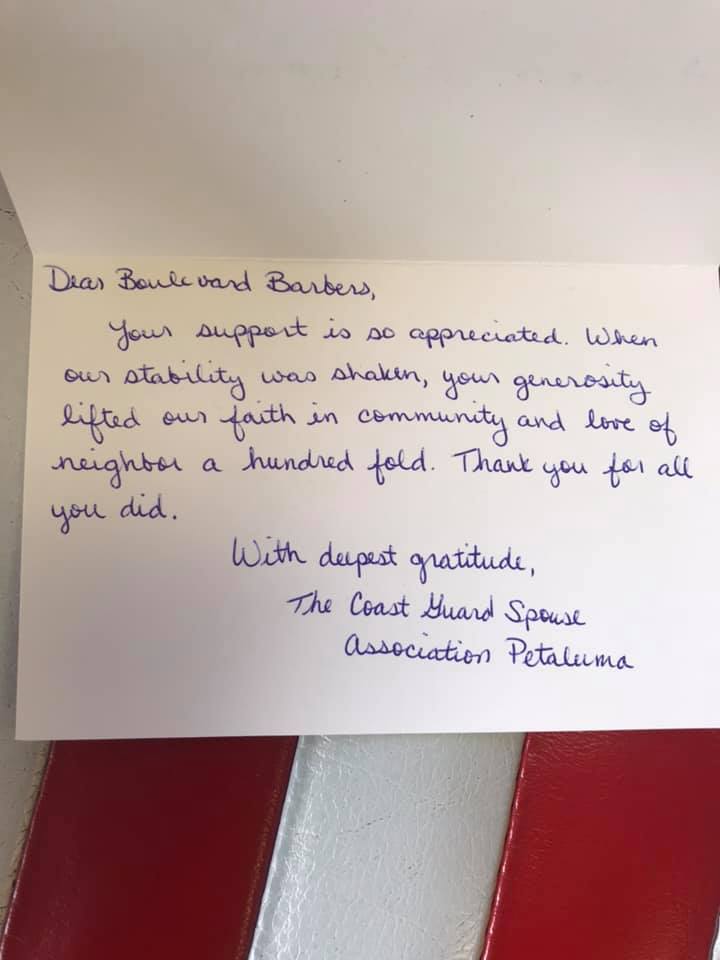 Dear Boulevard Barbers,
Your support is so appreciated. When
our stability was shaken, your generosity
lifted our faith in community and love of
neighbor a hundred fold. Thank you for all
you did.
With deepest gratitude,
The Coast Guard Spouse
Association Petaluma